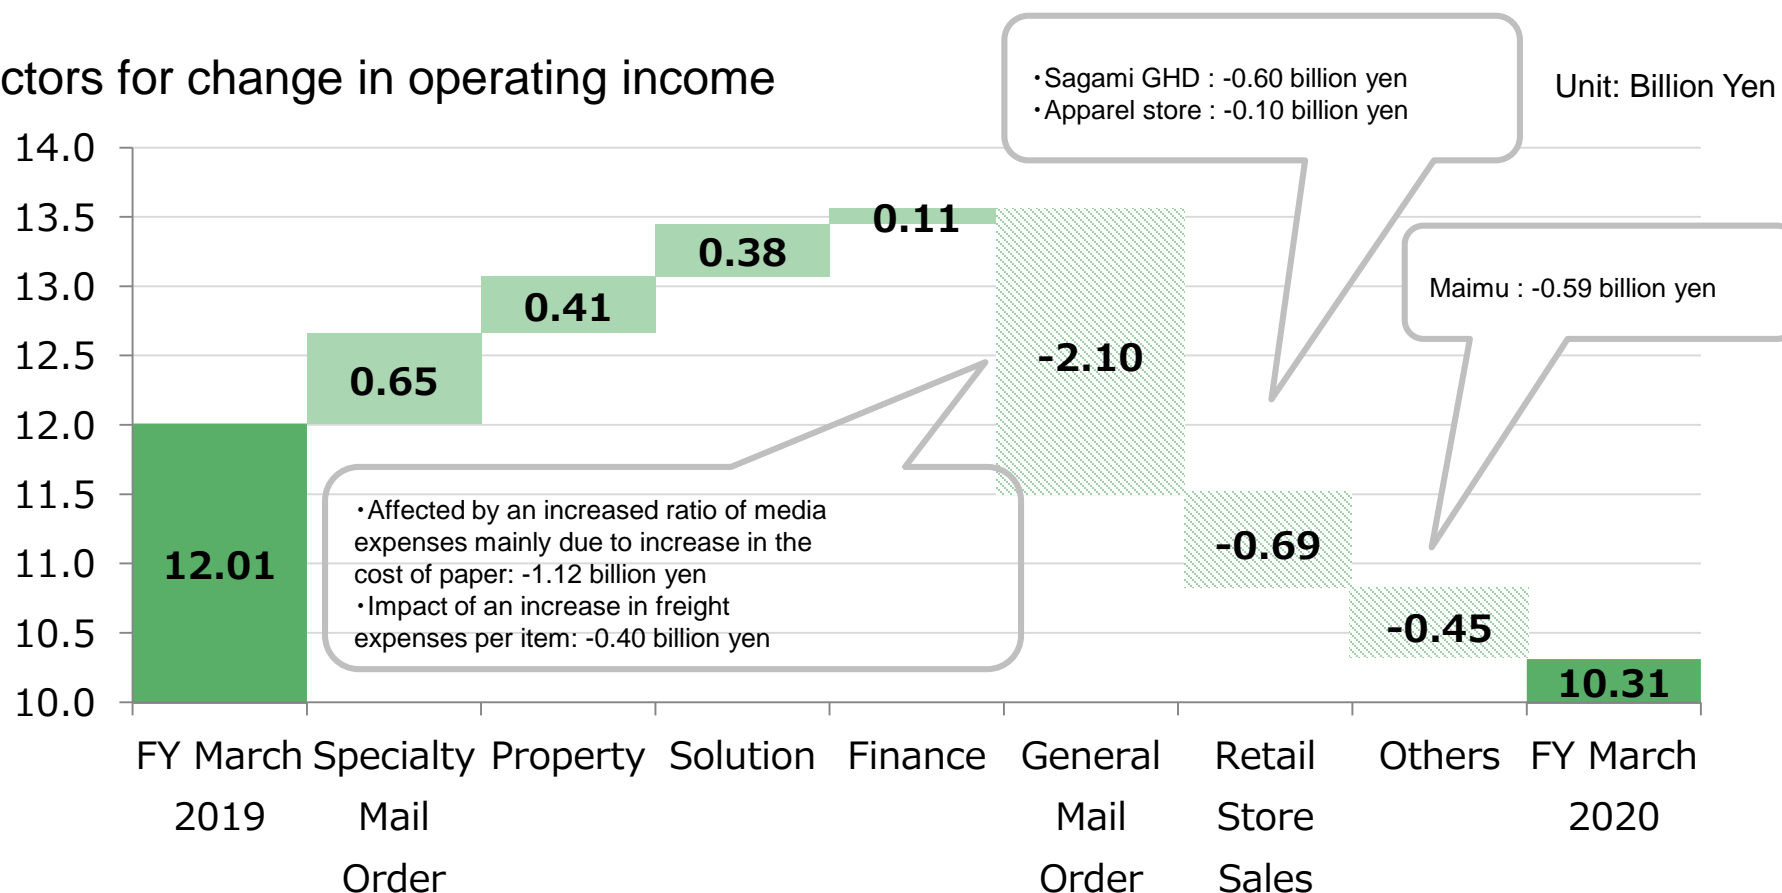 ctors for change in operating income
・Sagami GHD : -0.60 billion yen
・Apparel store : -0.10 billion yen
Unit: Billion Yen
14.0
13.5
13.0
12.5
12.0
11.5
11.0
10.5
10.0
12.01
0.65
0.41
0.38
0.11
-2.10
-0.69
-0.45
10.31
Maimu : -0.59 billion yen
・Affected by an increased ratio of media
expenses mainly due to increase in the
cost of paper: -1.12 billion yen
・Impact of an increase in freight
expenses per item: -0.40 billion yen
FY March
2019
Specialty
Mail
Order
Property
Solution
Finance
General
Mail
Order
Retail
Store
Sales
Others
FY March
2020